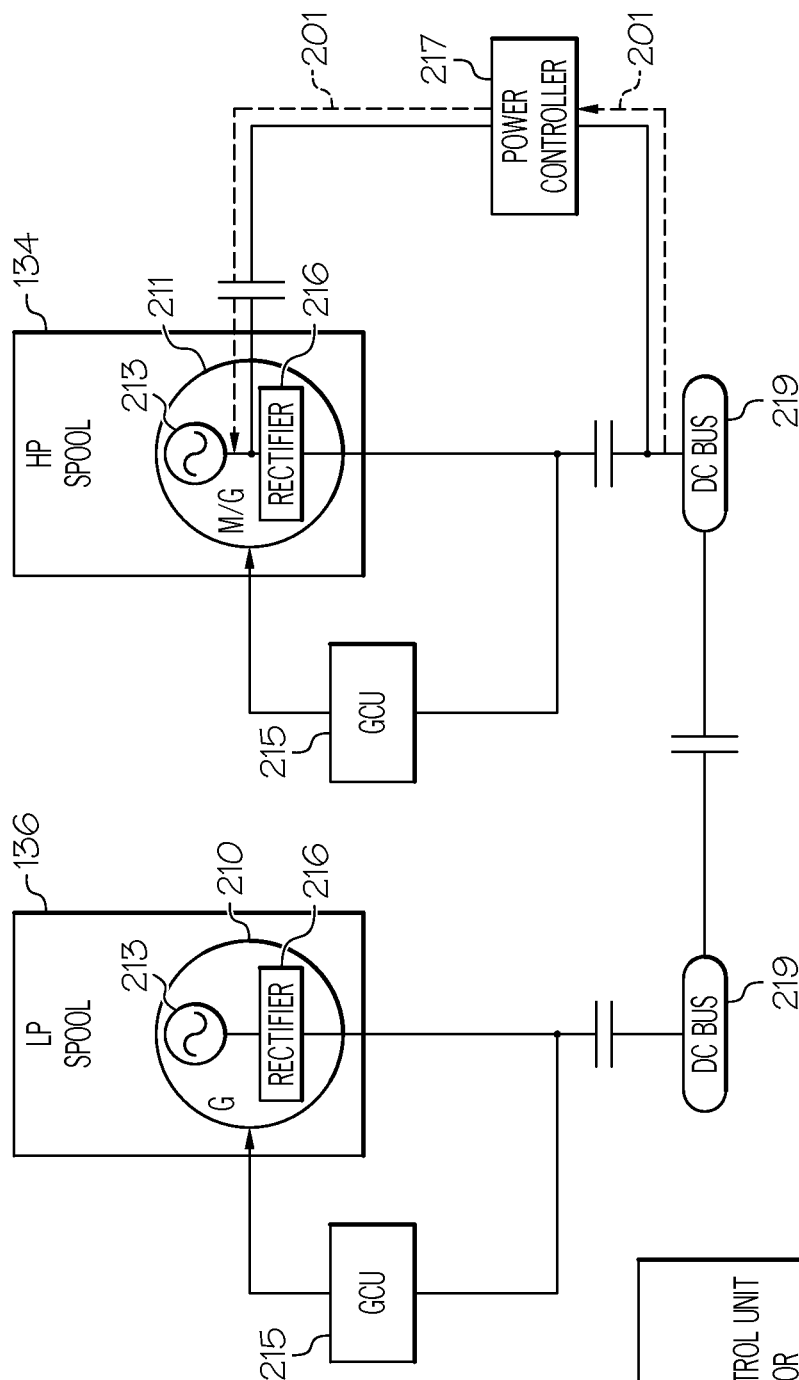 LP
SPOOL
136
HP
SPOOL
134
213
210
213
211
G
M/G
201
216
216
RECTIFIER
RECTIFIER
215
GCU
215
GCU
217
POWER
CONTROLLER
201
DC BUS
DC BUS
219
219
TROL UNIT
OR